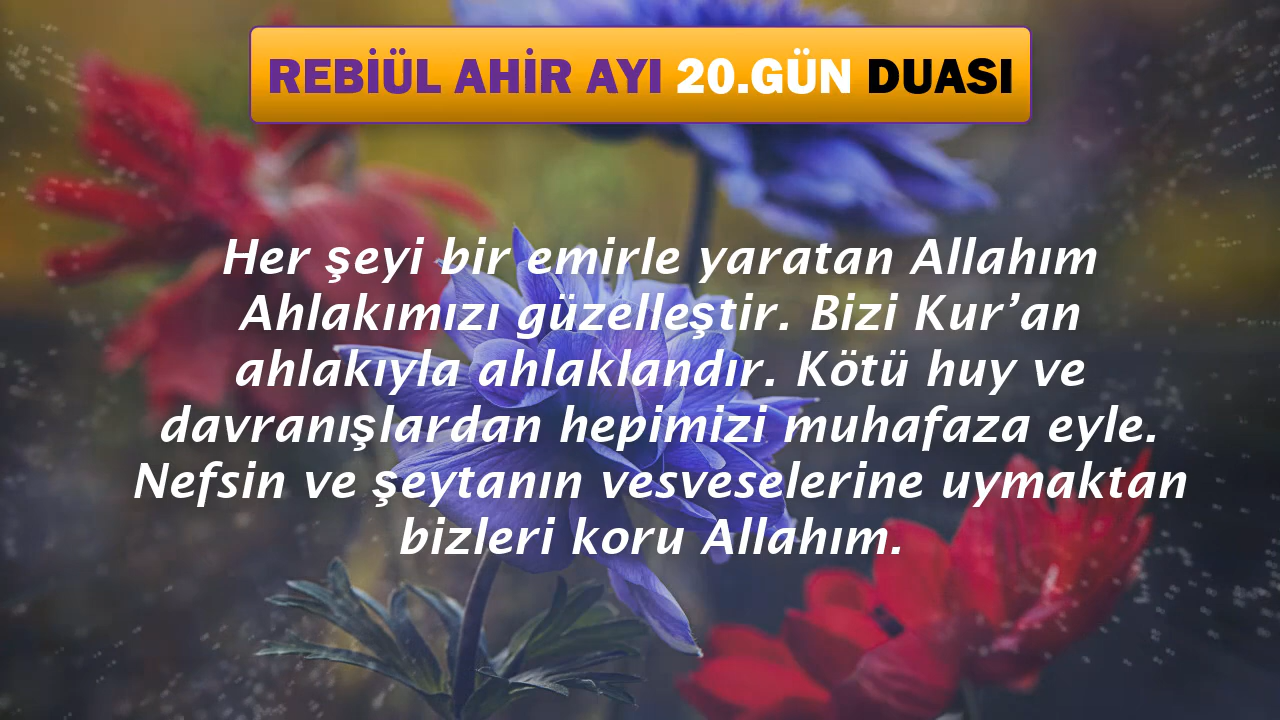 REBİÜL AHİR AYI 20.GÜN DUASI
Her şeyi bir emirle yaratan Allahım
Ahlakımızı güzelleştir. Bizi Kur’an
ahlakıyla ahlaklandır. Kötü huy ve
davranışlardan hepimizi muhafaza eyle.
Nefsin ve şeytanın vesveselerine uymaktan
bizleri koru Allahım.